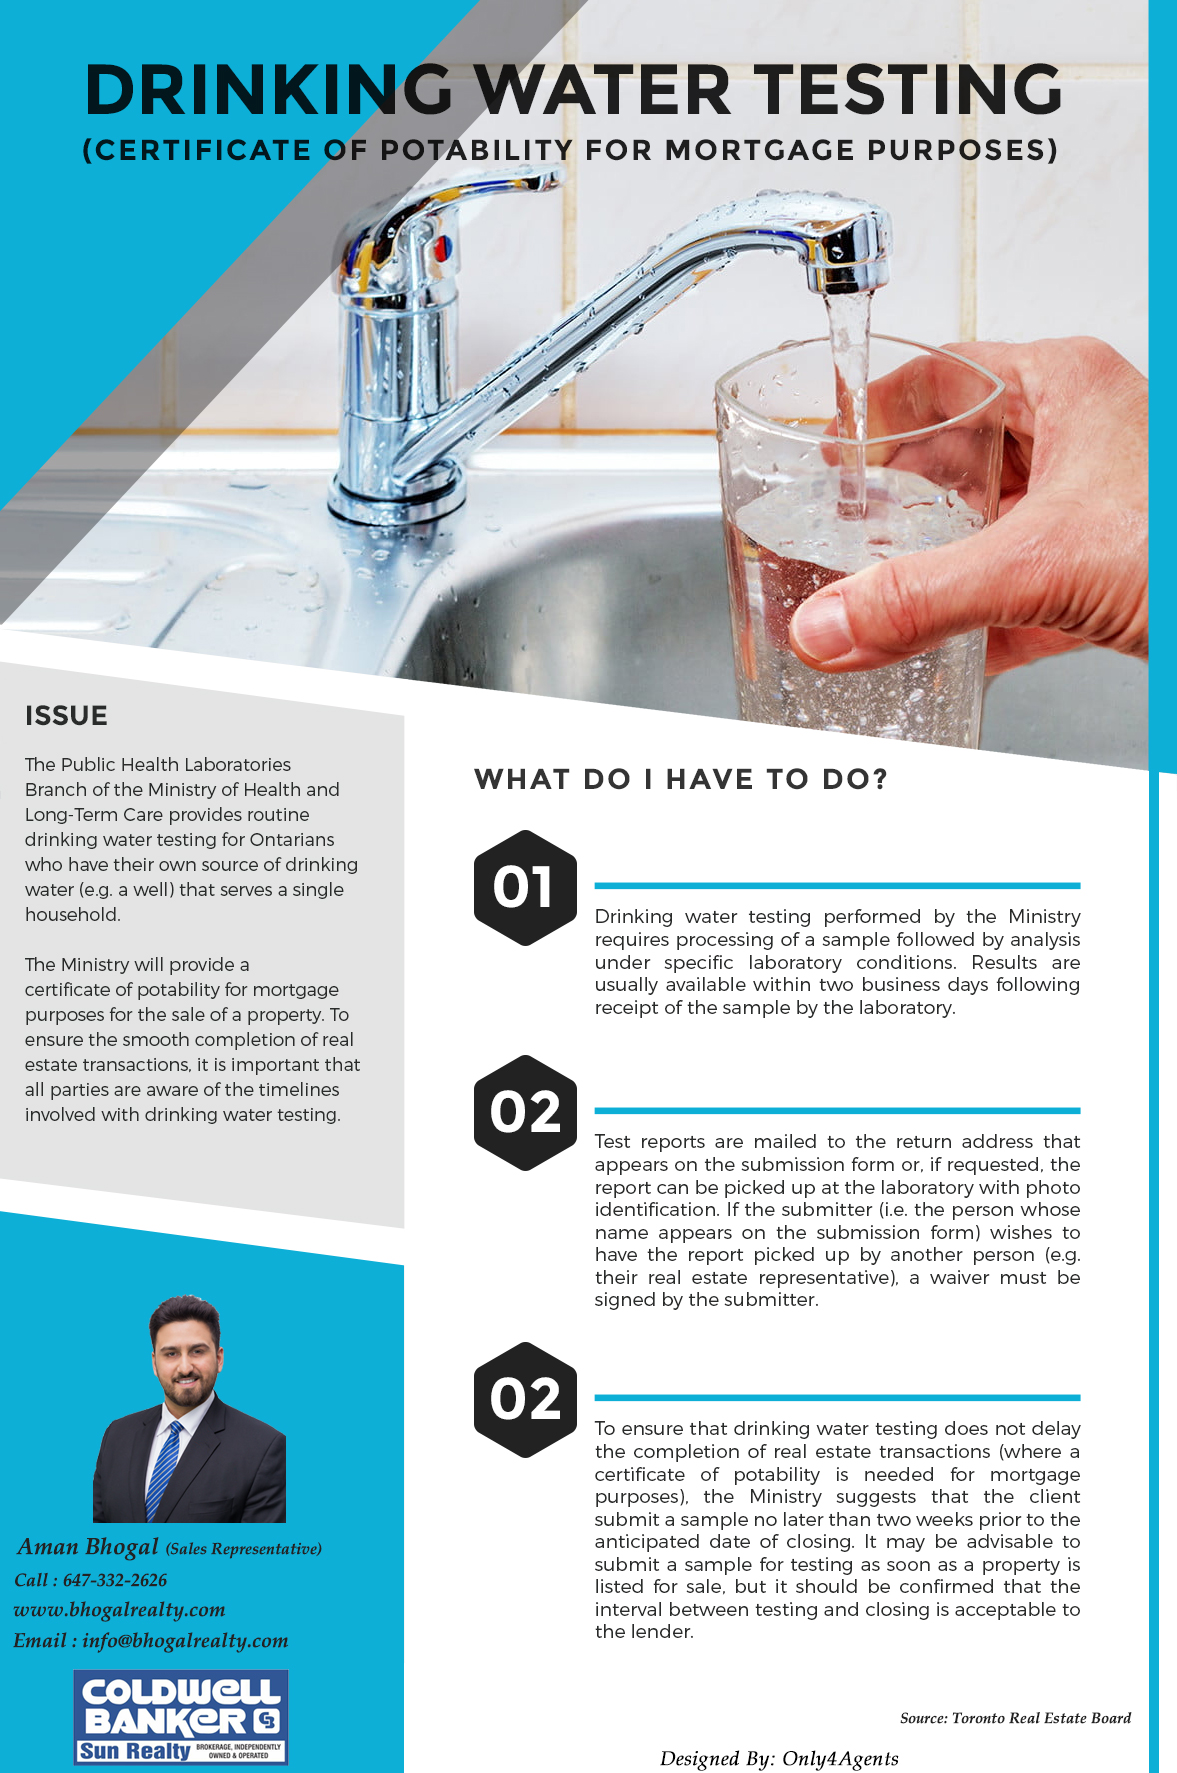 DRINKING WATER TESTING
(CERTIFICATE OF POTABILITY FOR MORTGAGE PURPOSES)
ISSUE
The Public Health Laboratories
Branch of the Ministry of Health and
Long-Term Care provides routine
drinking water testing for Ontarians
who have their own source of drinking
water (e.g. a well) that serves a single
household.
The Ministry will provide a
certificate of potability for mortgage
purposes for the sale of a property. To
ensure the smooth completion of real
estate transactions, it is important that
all parties are aware of the timelines
involved with drinking water testing.
Aman Bhogal (Sales Representative)
Call : 647-332-2626
www.bhogalrealty.com
Email : info@bhogalrealty.com
COLDWELL
BANKER CB
Sun Realty BROKERAGE, INDEPENDENTLY
OWNED & OPERATED
WHAT DO I HAVE TO DO?
01
Drinking water testing performed by the Ministry
requires processing of a sample followed by analysis
under specific laboratory conditions. Results are
usually available within two business days following
receipt of the sample by the laboratory.
02
Test reports are mailed to the return address that
appears on the submission form or, if requested, the
report can be picked up at the laboratory with photo
identification. If the submitter (i.e. the person whose
name appears on the submission form) wishes to
have the report picked up by another person (e.g.
their real estate representative), a waiver must be
signed by the submitter.
02
To ensure that drinking water testing does not delay
the completion of real estate transactions (where a
certificate of potability is needed for mortgage
purposes), the Ministry suggests that the client
submit a sample no later than two weeks prior to the
anticipated date of closing. It may be advisable to
submit a sample for testing as soon as a property is
listed for sale, but it should be confirmed that the
interval between testing and closing is acceptable to
the lender.
Source: Toronto Real Estate Board
Designed By: Only4Agents